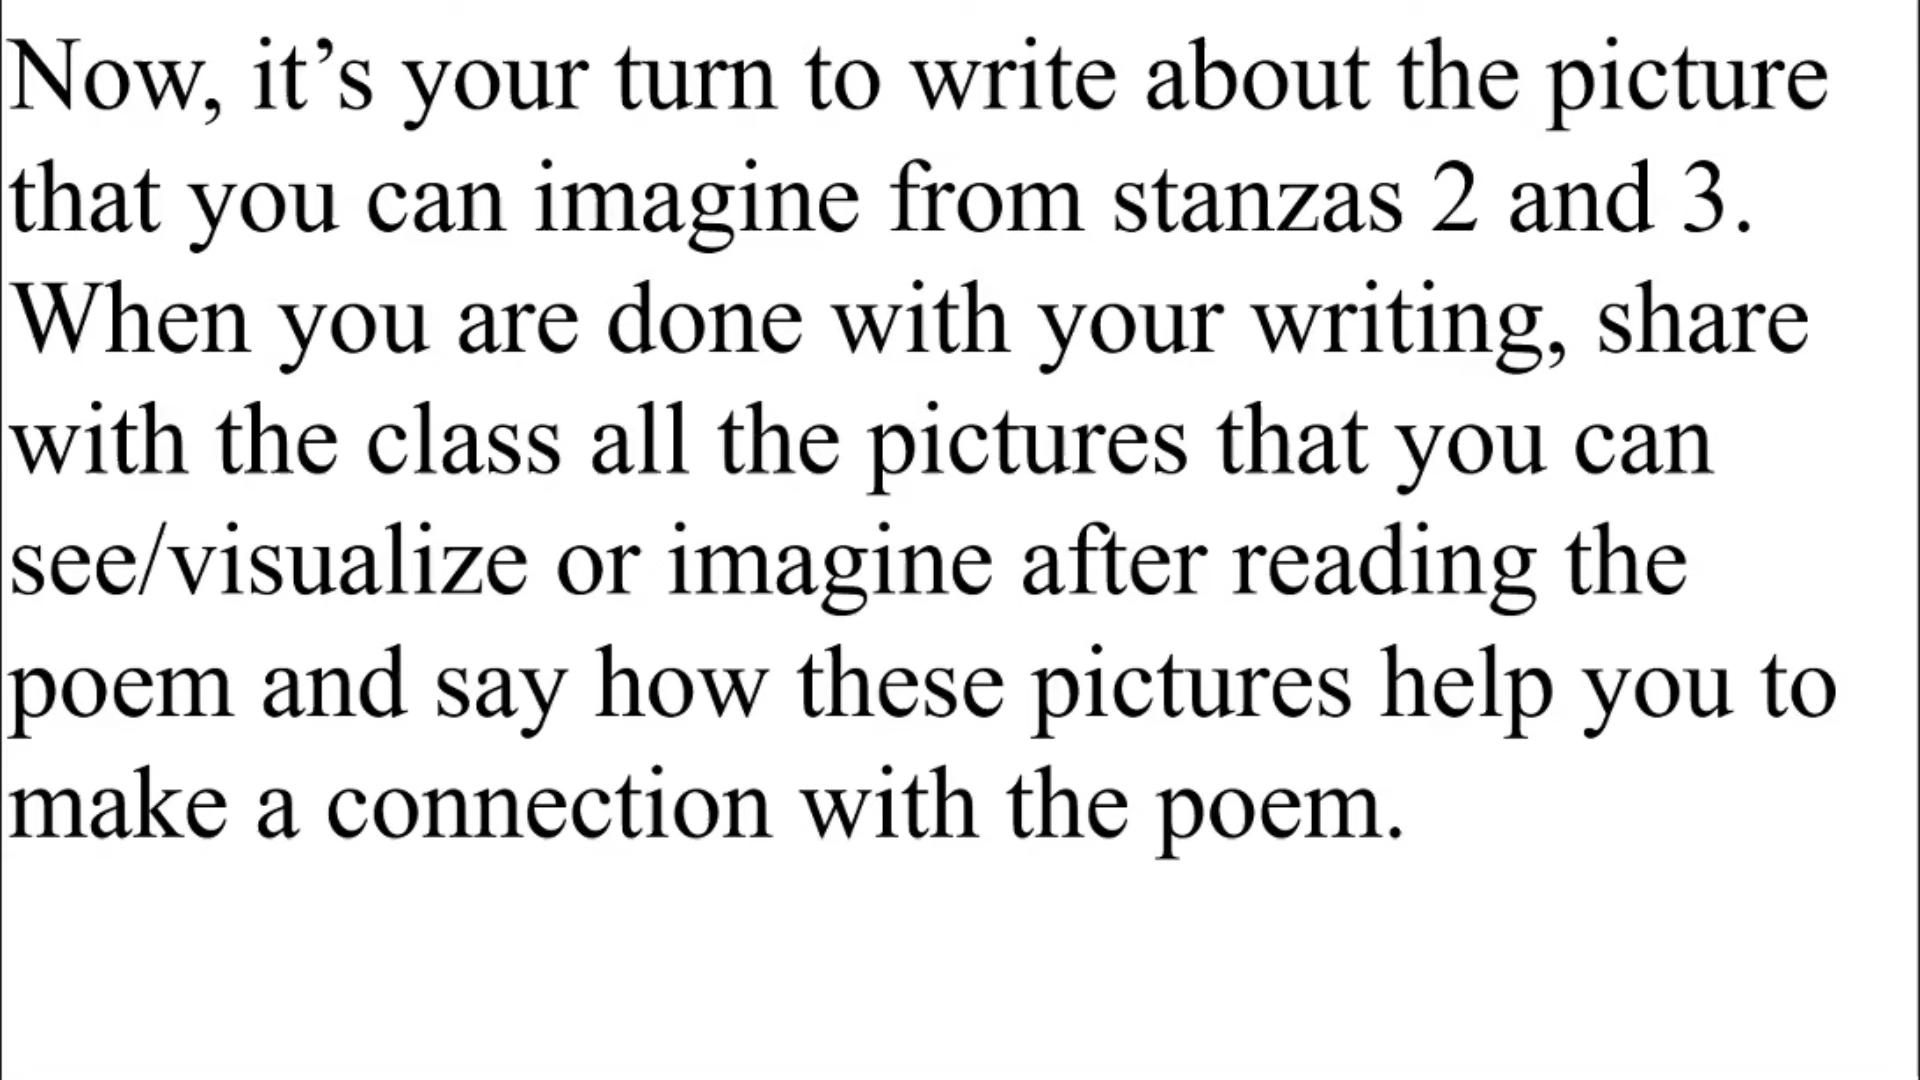 Now, it’s your turn to write about the picture
that you can imagine from stanzas 2 and 3.
When you are done with your writing, share
with the class all the pictures that you can
see/visualize or imagine after reading the
poem and say how these pictures help you to
make a connection with the poem.